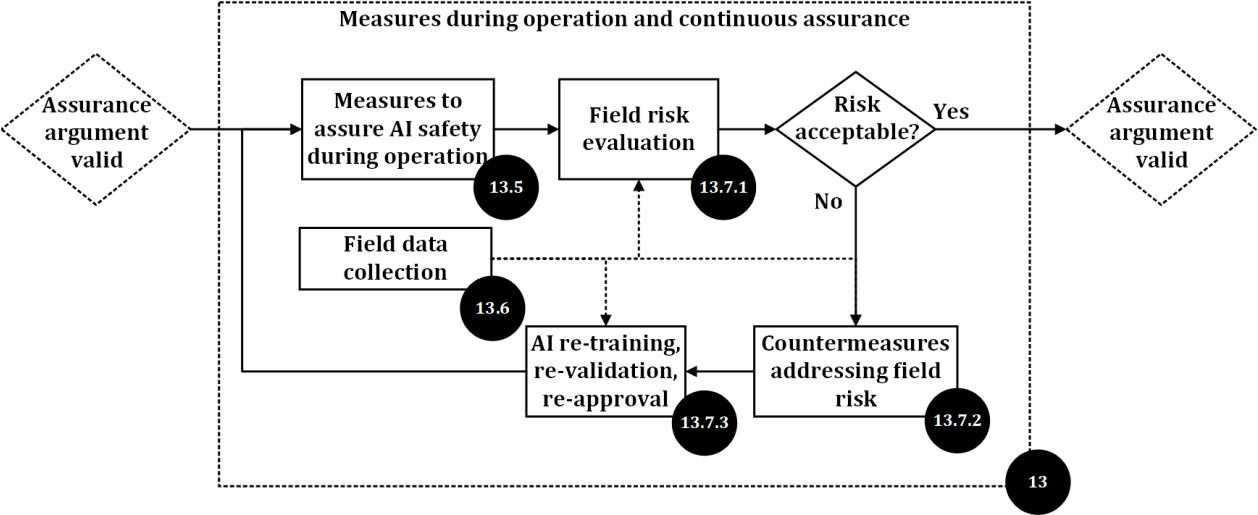 Measures during operation and continuous assurance
Assurance
argument
valid
Measures to
assure AI safety
during operation
13.5
Field risk
evaluation
13.7.1
Risk
acceptable?
Yes
No
Assurance
argument
valid
Field data
collection
13.6
AI re-training,
re-validation,
re-approval
13.7.3
Countermeasures
addressing field
risk
13.7.2
13